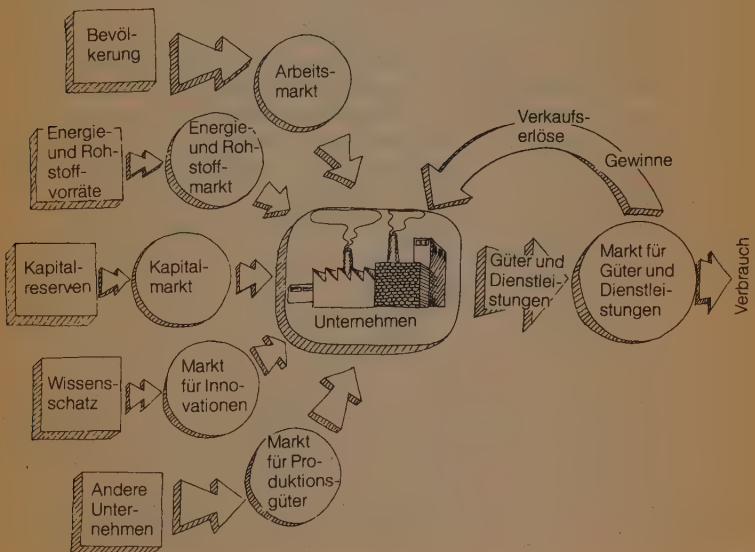 Bevöl-
kerung
Arbeits-
markt
Energie-
und Roh-
stoff-
vorräte
Energie-
und Roh-
stoff-
markt
Verkaufs-
erlöse
Gewinne
Kapital-
reserven
Kapital-
markt
Unternehmen
Güter und
Dienstlei-
stungen
Markt für
Güter und
Dienstlei-
stungen
Verbrauch
Wissens-
schatz
Markt
für Inno-
vationen
Andere
Unter-
nehmen
Markt
für Pro-
duktions-
güter